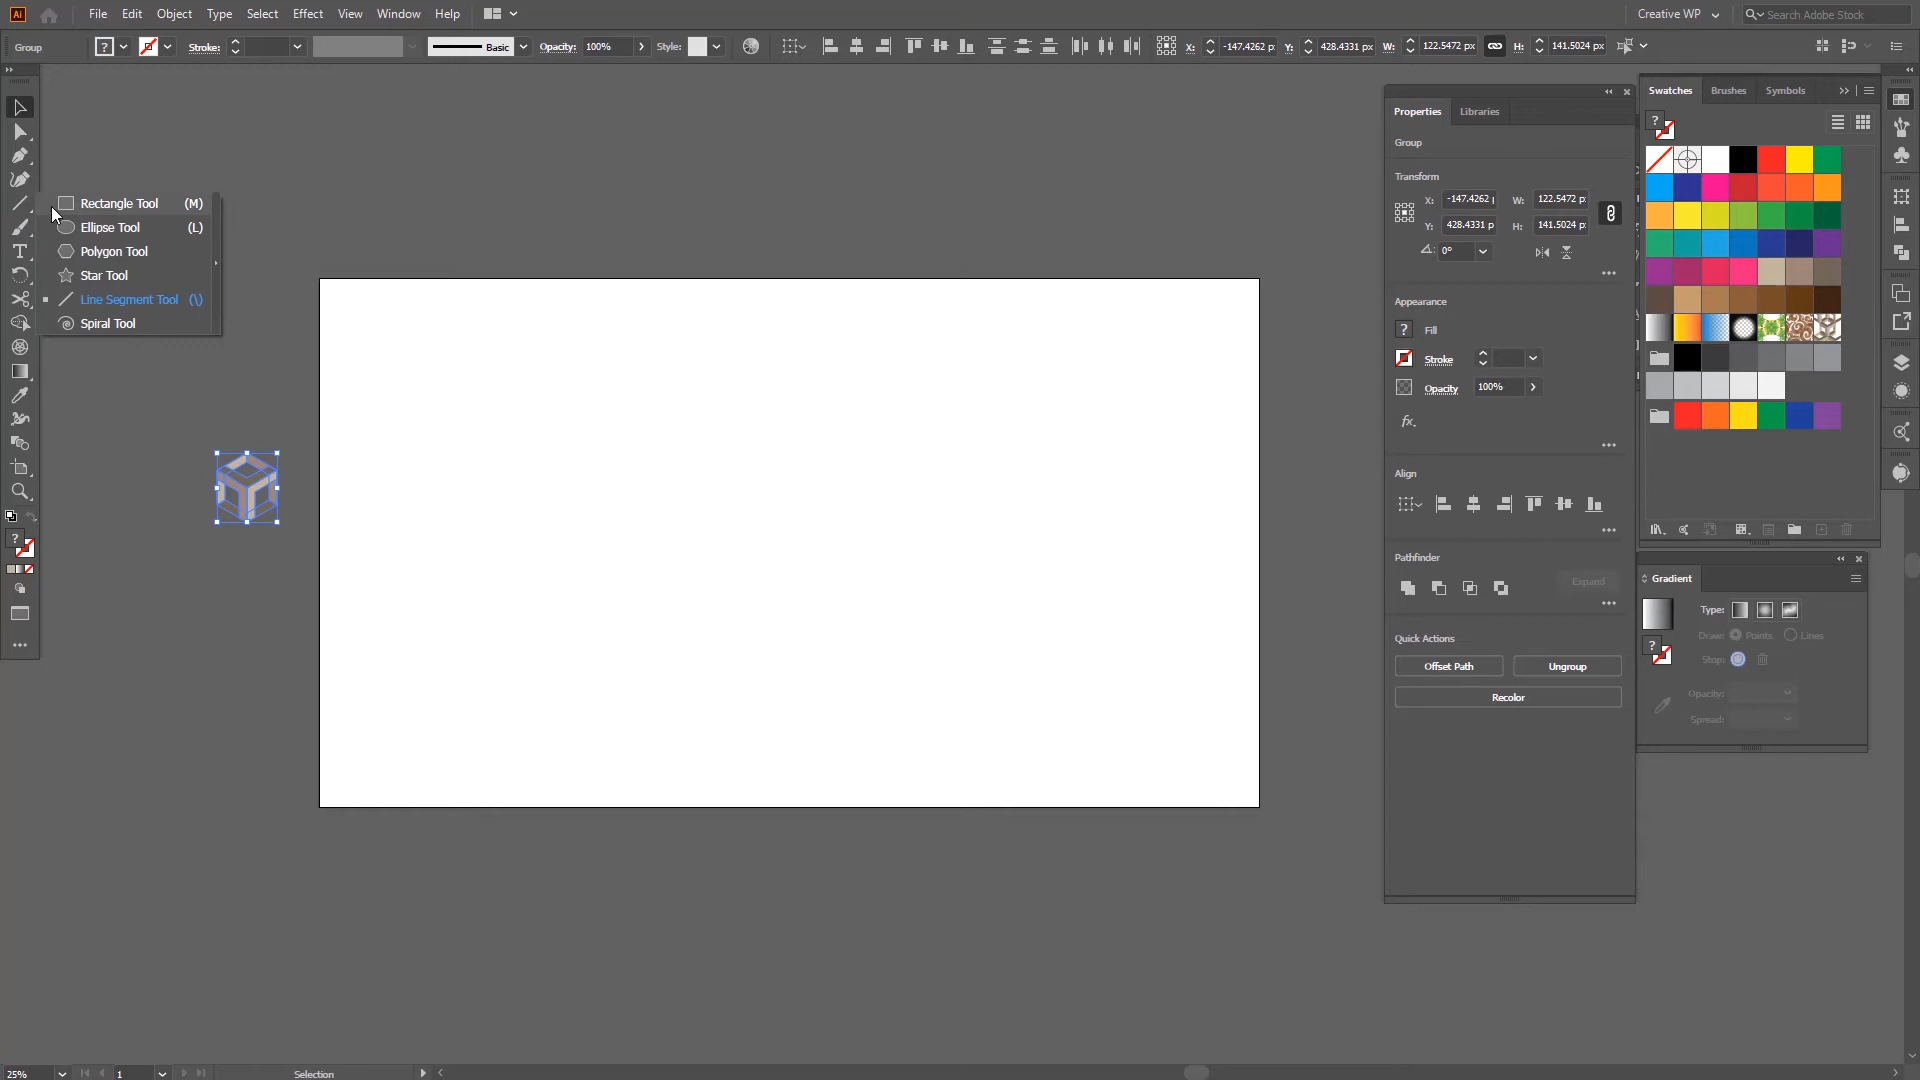 Ai File Edit Object Type Select Effect View Window Help Creative WP Search Adobe Stock
Group ? Stroke: Basic Opacity: 100% Style: X: -147.4262 p Y: 428.4331 px W: 122.5472 px H: 141.5024 px
Rectangle Tool (M)
Ellipse Tool (L)
Polygon Tool
Star Tool
Line Segment Tool (\)
Spiral Tool
T
?
Properties Libraries
Group
Transform
X: -147.4262 W: 122.5472 p
Y: 428.4331 p H: 141.5024 p
0°
Appearance
? Fill
Stroke
Opacity 100%
fx.
Align
Pathfinder
Expand
Quick Actions
Offset Path Ungroup
Recolor
Swatches Brushes Symbols
?
Gradient
Type:
? Draw: Points Lines
Stop:
Opacity:
Spread:
25% 1 Selection